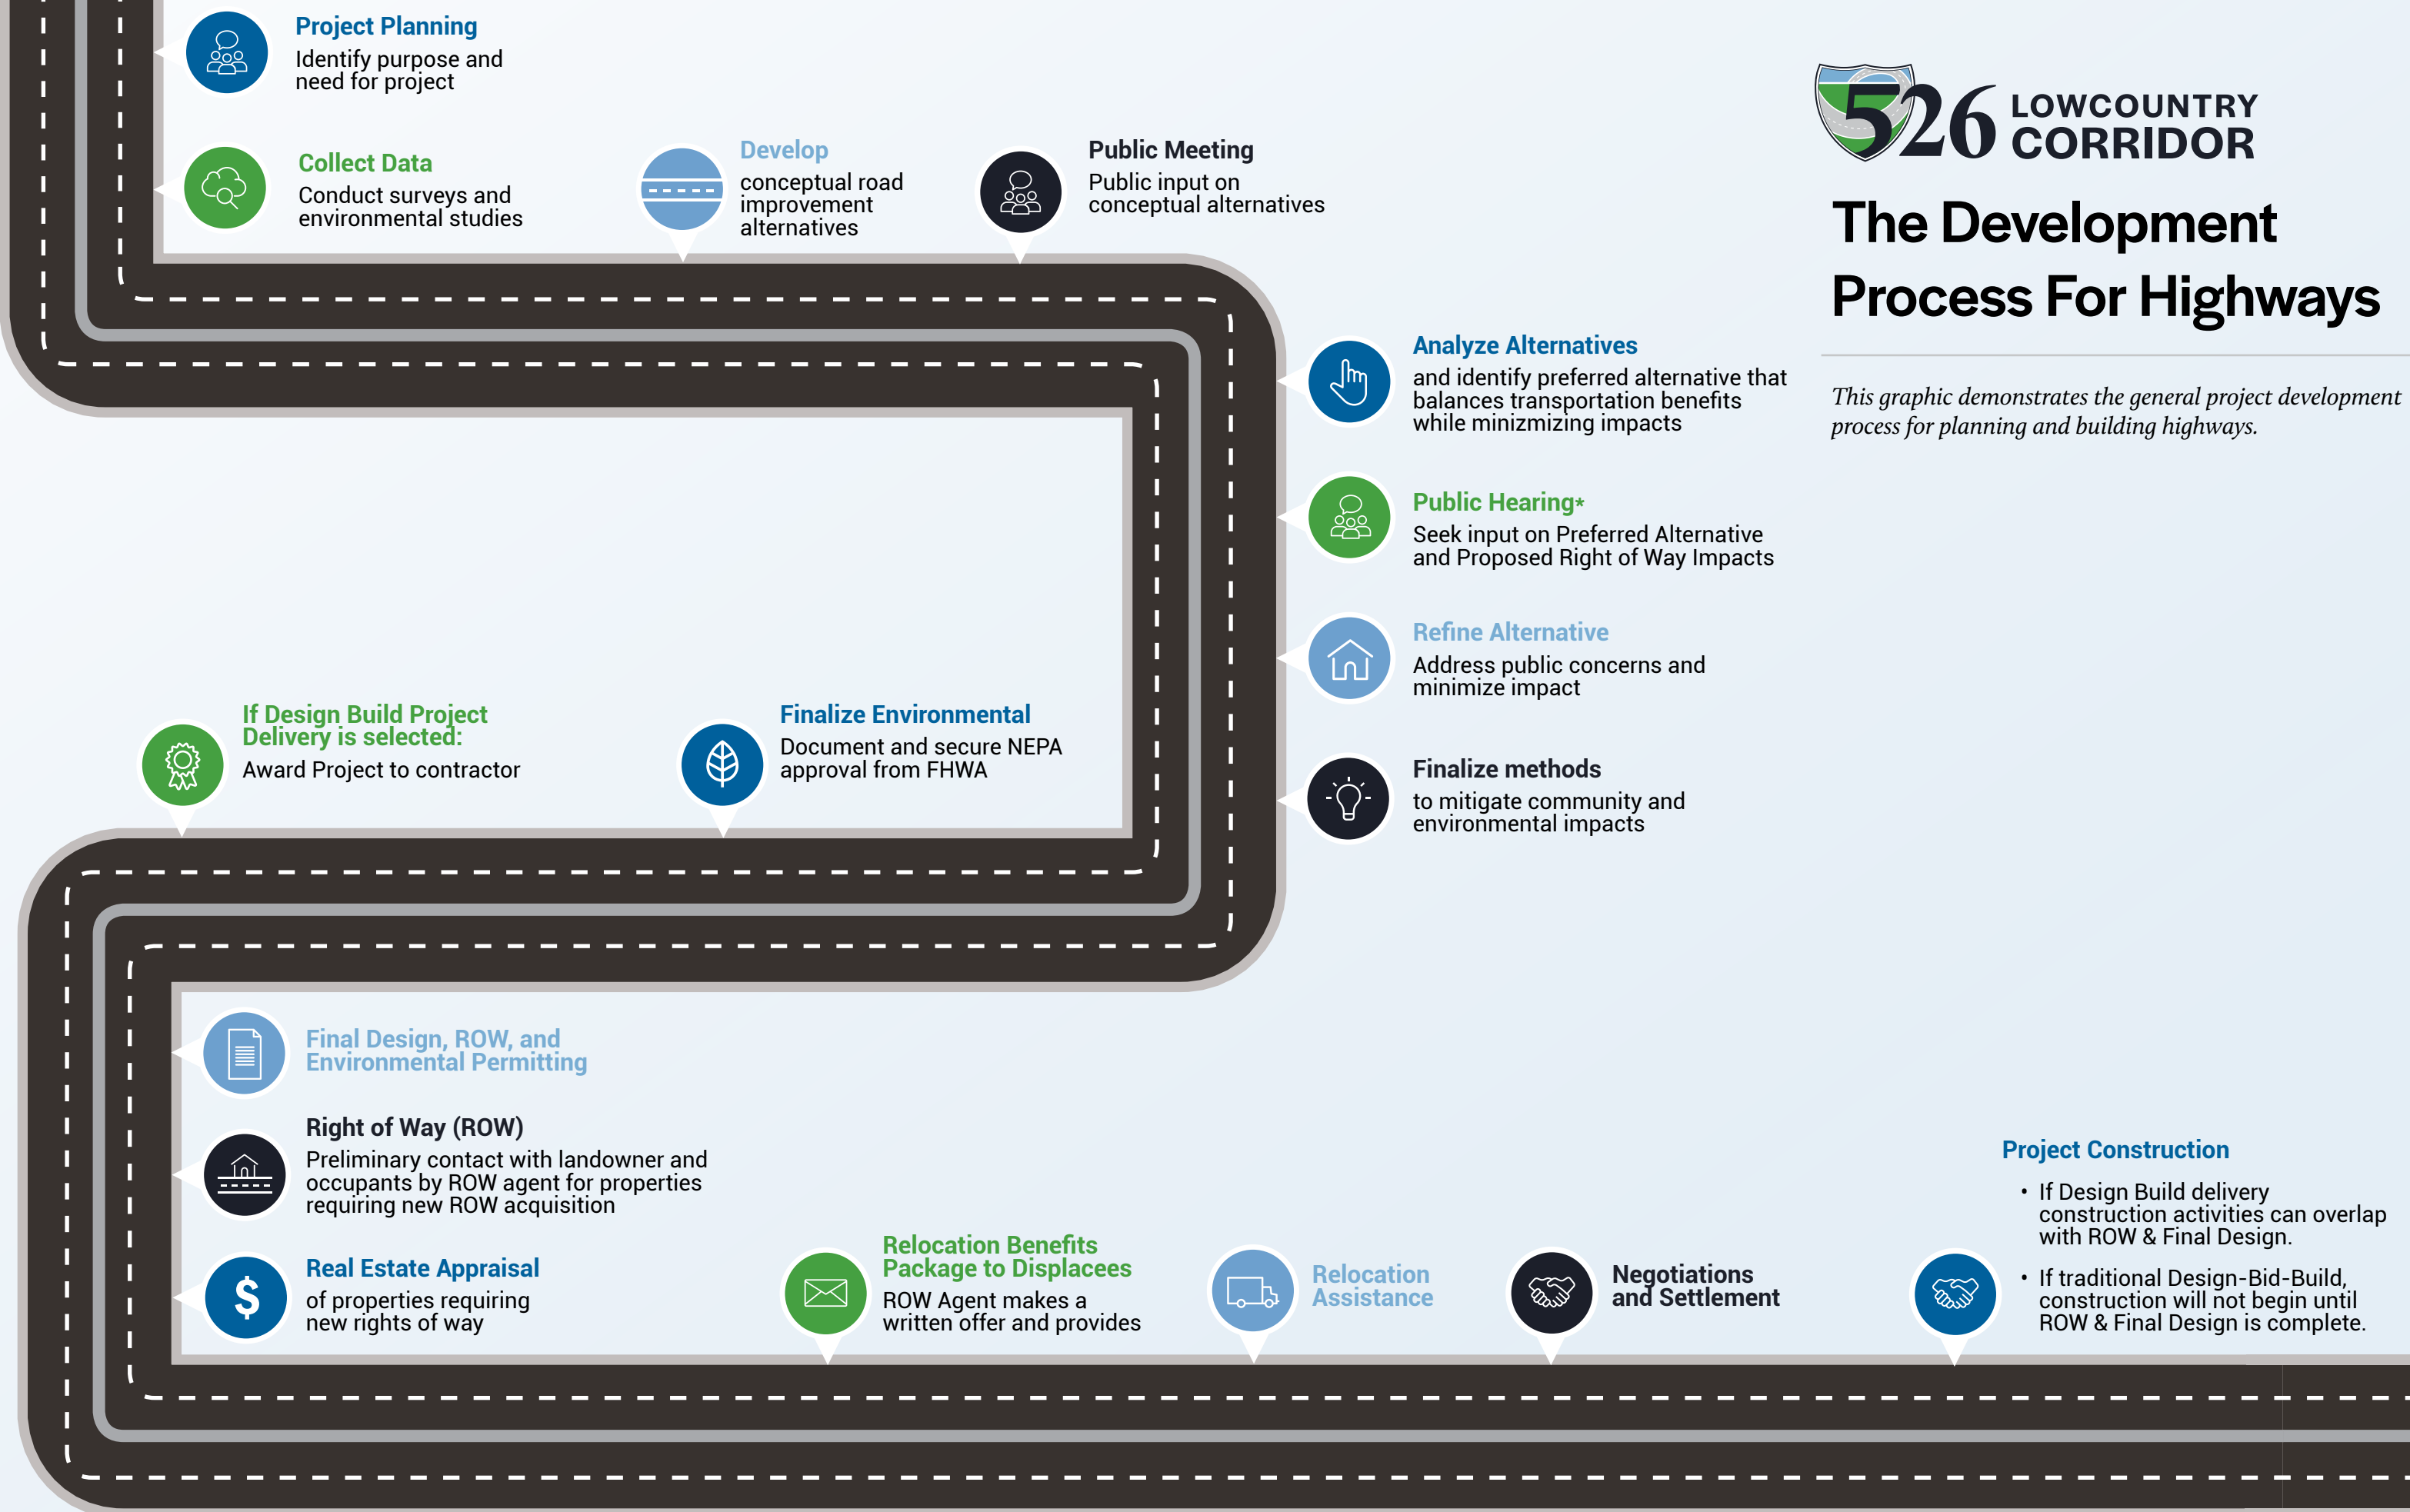 Project Planning
Identify purpose and
need for project
Collect Data
Conduct surveys and
environmental studies
Develop
conceptual road
improvement
alternatives
Public Meeting
Public input on
conceptual alternatives
526 LOWCOUNTRY
CORRIDOR
The Development
Process For Highways
This graphic demonstrates the general project development
process for planning and building highways.
Analyze Alternatives
and identify preferred alternative that
balances transportation benefits
while minizmizing impacts
Public Hearing*
Seek input on Preferred Alternative
and Proposed Right of Way Impacts
Refine Alternative
Address public concerns and
minimize impact
Finalize methods
to mitigate community and
environmental impacts
Finalize Environmental
Document and secure NEPA
approval from FHWA
If Design Build Project
Delivery is selected:
Award Project to contractor
Final Design, ROW, and
Environmental Permitting
Right of Way (ROW)
Preliminary contact with landowner and
occupants by ROW agent for properties
requiring new ROW acquisition
$
Real Estate Appraisal
of properties requiring
new rights of way
Relocation Benefits
Package to Displacees
ROW Agent makes a
written offer and provides
Relocation
Assistance
Negotiations
and Settlement
Project Construction
• If Design Build delivery
construction activities can overlap
with ROW & Final Design.
• If traditional Design-Bid-Build,
construction will not begin until
ROW & Final Design is complete.